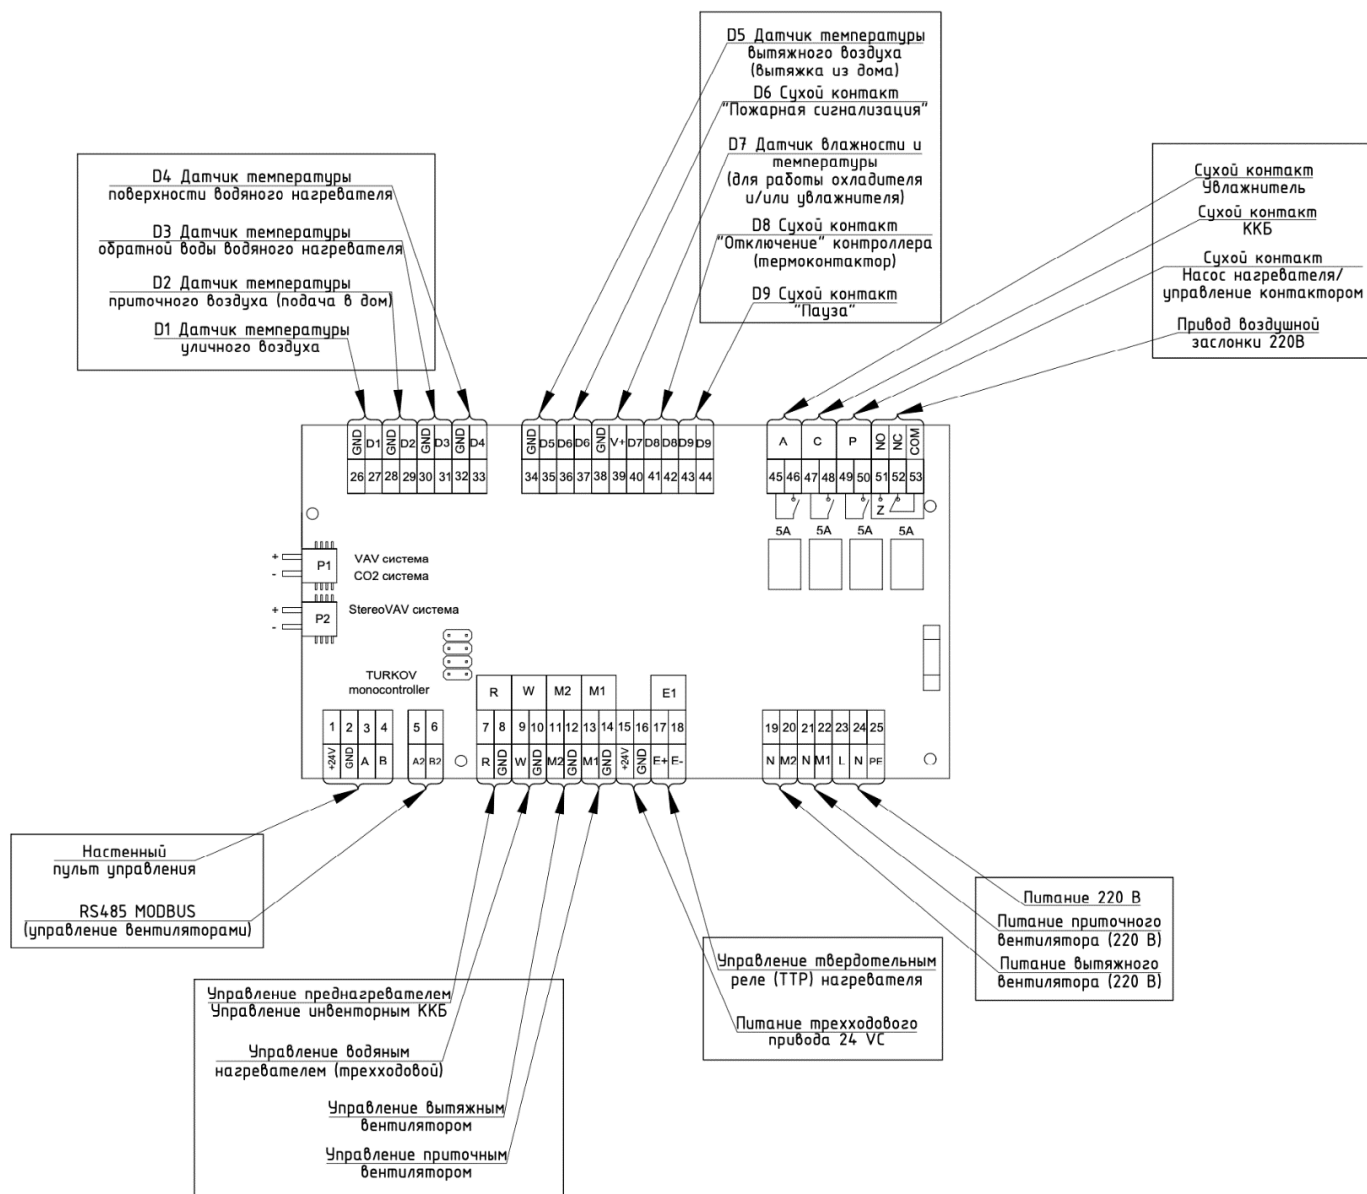 D5 Датчик температуры
вытяжного воздуха
(вытяжка из дома)
D6 Сухой контакт
"Пожарная сигнализация"
D7 Датчик влажности и
температуры
(для работы охладителя
и/или увлажнителя)
D8 Сухой контакт
"Отключение" контроллера
(термоконтактор)
D9 Сухой контакт
"Пауза"
D4 Датчик температуры
поверхности водяного нагревателя
D3 Датчик температуры
обратной воды водяного нагревателя
D2 Датчик температуры
приточного воздуха (подача в дом)
D1 Датчик температуры
уличного воздуха
Сухой контакт
Увлажнитель
Сухой контакт
ККБ
Сухой контакт
Насос нагревателя/
управление контактором
Привод воздушной
заслонки 220В
GND D1 GND D2 GND D3 GND D4
26 27 28 29 30 31 32 33
GND D5 D6 D6 GND V+ D7 D8 D8 D9 D9
34 35 36 37 38 39 40 41 42 43 44
A C P NO NC COM
45 46 47 48 49 50 51 52 53
Z
5A 5A 5A 5A
+ - P1
VAV система
CO2 система
+ - P2
StereoVAV система
TURKOV
monocontroller
R W M2 M1 E1
1 2 3 4
+24V GND A B
5 6
A2 B2
7 8 9 10 11 12 13 14 15 16 17 18
R GND W GND M2 GND M1 GND +24V GND E+ E-
19 20 21 22 23 24 25
N M2 N M1 L N PE
Настенный
пульт управления
RS485 MODBUS
(управление вентиляторами)
Управление преднагревателем
Управление инвенторным ККБ
Управление водяным
нагревателем (трехходовой)
Управление вытяжным
вентилятором
Управление приточным
вентилятором
Управление твердотельным
реле (ТТР) нагревателя
Питание трехходового
привода 24 VC
Питание 220 В
Питание приточного
вентилятора (220 В)
Питание вытяжного
вентилятора (220 В)